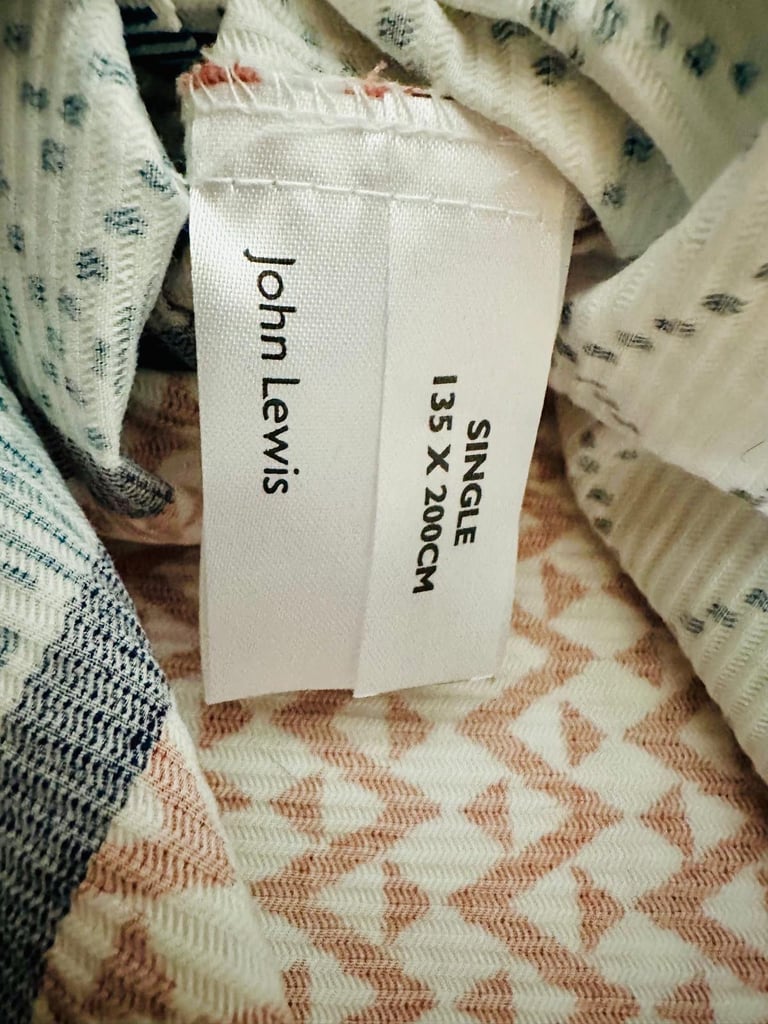 John Lewis
SINGLE
135 X 200CM